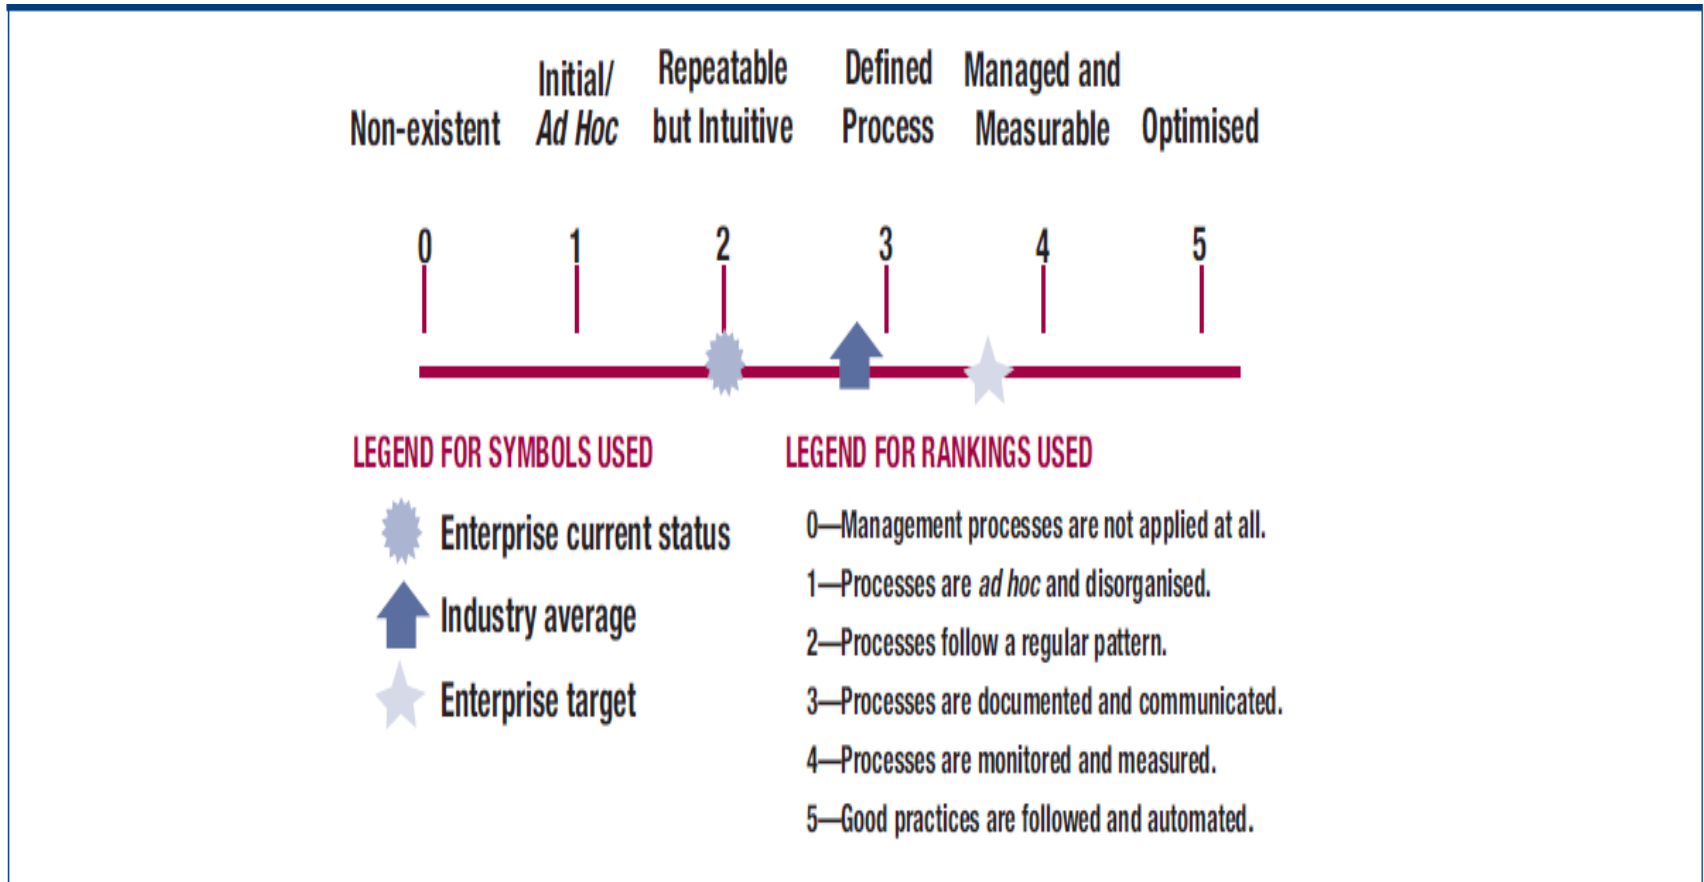 Non-existent
Initial/
Ad Hoc
Repeatable
but Intuitive
Defined
Process
Managed and
Measurable
Optimised
0 1 2 3 4 5
LEGEND FOR SYMBOLS USED
Enterprise current status
Industry average
Enterprise target
LEGEND FOR RANKINGS USED
0—Management processes are not applied at all.
1—Processes are ad hoc and disorganised.
2—Processes follow a regular pattern.
3—Processes are documented and communicated.
4—Processes are monitored and measured.
5—Good practices are followed and automated.